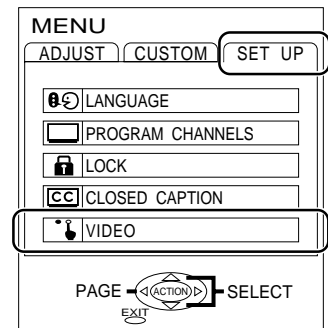 MENU
ADJUST CUSTOM SET UP
LANGUAGE
PROGRAM CHANNELS
LOCK
CC CLOSED CAPTION
VIDEO
PAGE ACTION SELECT
EXIT